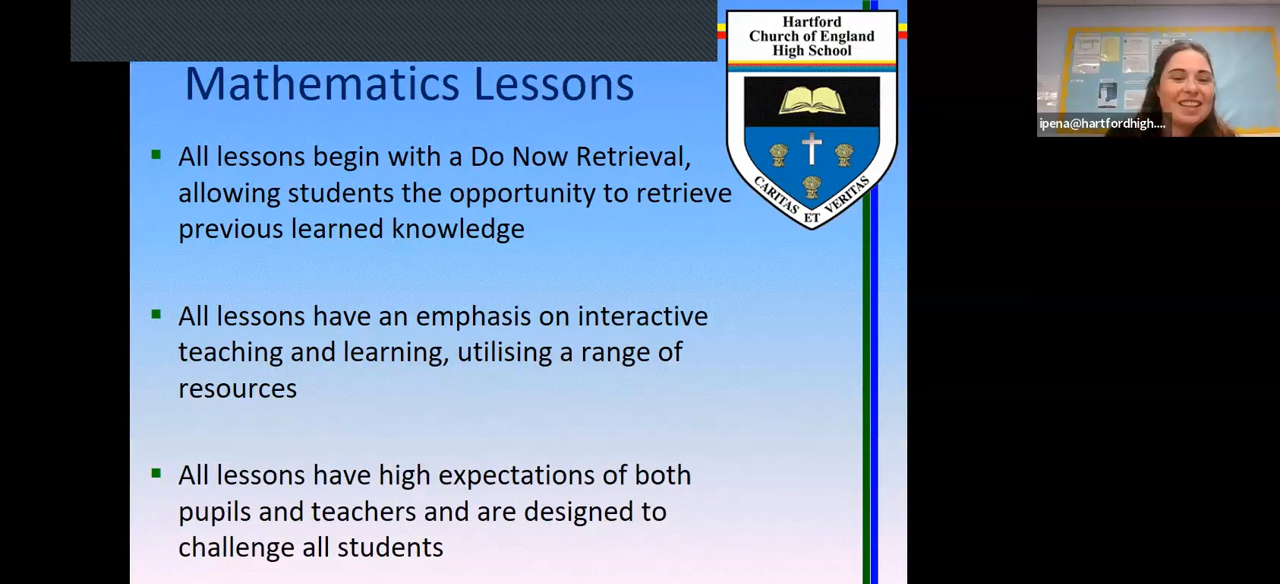 Mathematics Lessons
▪ All lessons begin with a Do Now Retrieval,
allowing students the opportunity to retrieve
previous learned knowledge
▪ All lessons have an emphasis on interactive
teaching and learning, utilising a range of
resources
▪ All lessons have high expectations of both
pupils and teachers and are designed to
challenge all students
Hartford
Church of England
High School
CARITAS ET VERITAS
ipena@hartfordhigh....